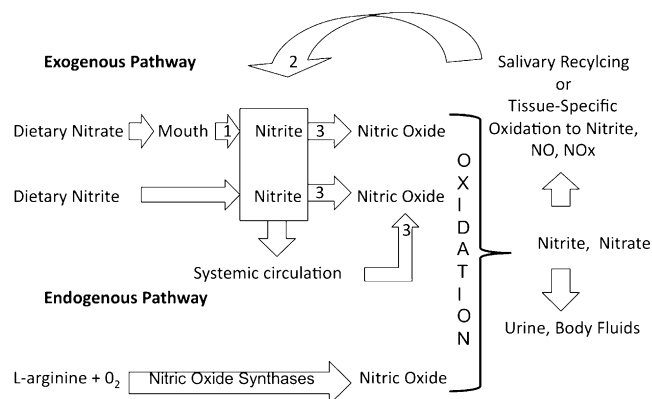 Exogenous Pathway
2
Salivary Recylcing
or
Tissue-Specific
Oxidation to Nitrite,
NO, NOx
Dietary Nitrate Mouth 1 Nitrite 3 Nitric Oxide
Dietary Nitrite Nitrite 3 Nitric Oxide
3
OXIDATION
Nitrite, Nitrate
Systemic circulation
Endogenous Pathway
Urine, Body Fluids
L-arginine + 0₂ Nitric Oxide Synthases Nitric Oxide